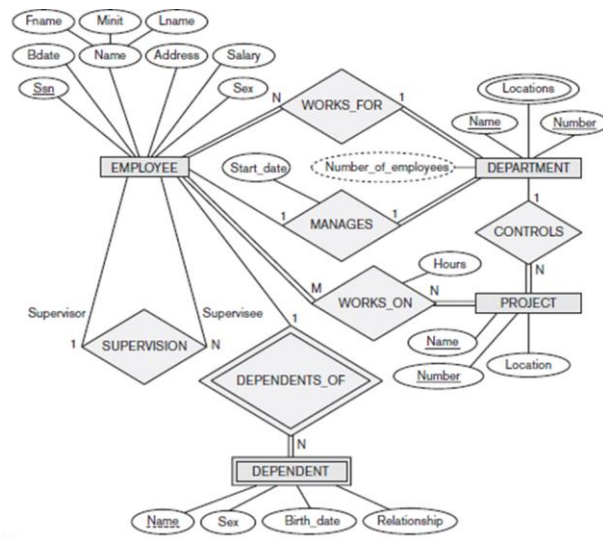 Fname Minit Lname
Bdate Name Address Salary
Ssn Sex
N WORKS_FOR 1
Locations
Name Number
EMPLOYEE
Start_date
Number_of_employees
DEPARTMENT
1 MANAGES 1
1
CONTROLS
N
Hours
M WORKS_ON N
PROJECT
Name
Number
Location
Supervisor Supervisee
1 SUPERVISION N
1
DEPENDENTS_OF
N
DEPENDENT
Name Sex Birth_date Relationship